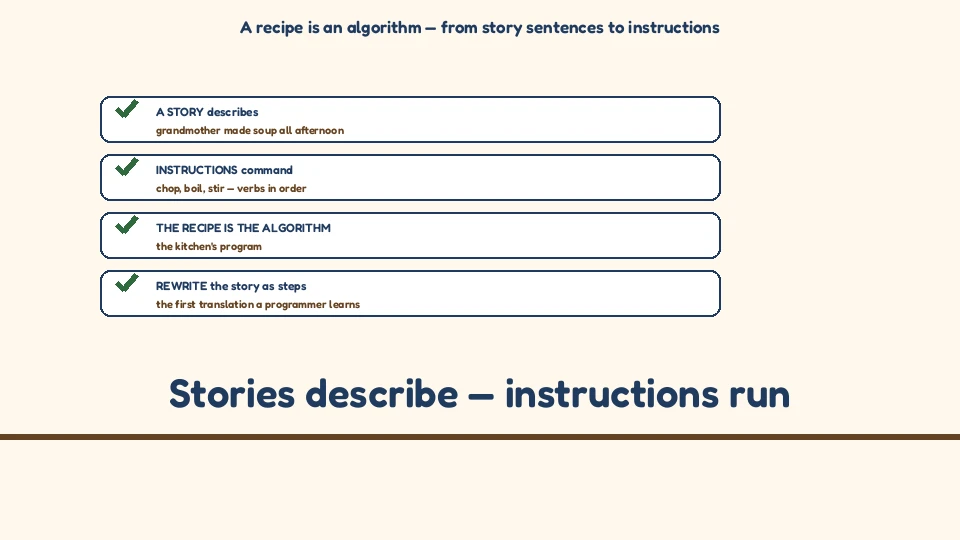 A recipe is an algorithm — from story sentences to instructions
A STORY describes
grandmother made soup all afternoon
INSTRUCTIONS command
chop, boil, stir — verbs in order
THE RECIPE IS THE ALGORITHM
the kitchen's program
REWRITE the story as steps
the first translation a programmer learns
Stories describe — instructions run